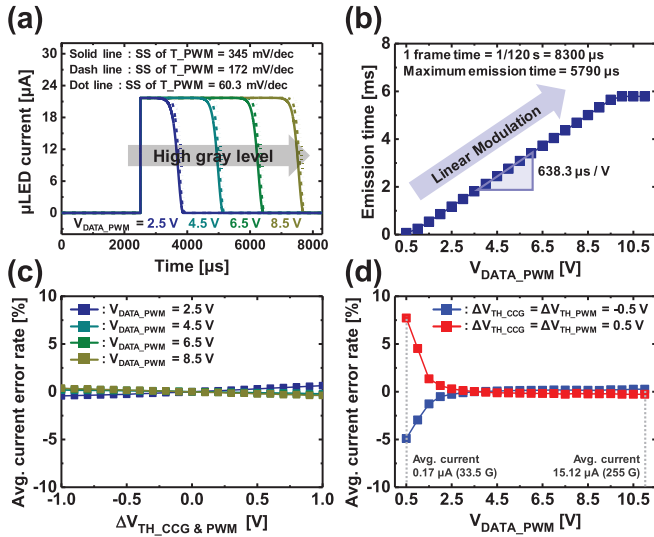 (a)
Solid line : SS of T_PWM = 345 mV/dec
Dash line : SS of T_PWM = 172 mV/dec
Dot line : SS of T_PWM = 60.3 mV/dec
30
24
18
12
6
0
µLED current [µA]
High gray level
V_DATA_PWM = 2.5 V 4.5 V 6.5 V 8.5 V
0 2000 4000 6000 8000
Time [µs]
(b)
1 frame time = 1/120 s = 8300 µs
Maximum emission time = 5790 µs
8
6
4
2
0
Emission time [ms]
Linear Modulation
638.3 µs / V
0.5 2.5 4.5 6.5 8.5 10.5
V_DATA_PWM [V]
(c)
: V_DATA_PWM = 2.5 V
: V_DATA_PWM = 4.5 V
: V_DATA_PWM = 6.5 V
: V_DATA_PWM = 8.5 V
10
5
0
-5
-10
Avg. current error rate [%]
-1.0 -0.5 0.0 0.5 1.0
ΔV_TH_CCG & PWM [V]
(d)
: ΔV_TH_CCG = ΔV_TH_PWM = -0.5 V
: ΔV_TH_CCG = ΔV_TH_PWM = 0.5 V
10
5
0
-5
-10
Avg. current error rate [%]
Avg. current
0.17 µA (33.5 G)
Avg. current
15.12 µA (255 G)
0.5 2.5 4.5 6.5 8.5 10.5
V_DATA_PWM [V]